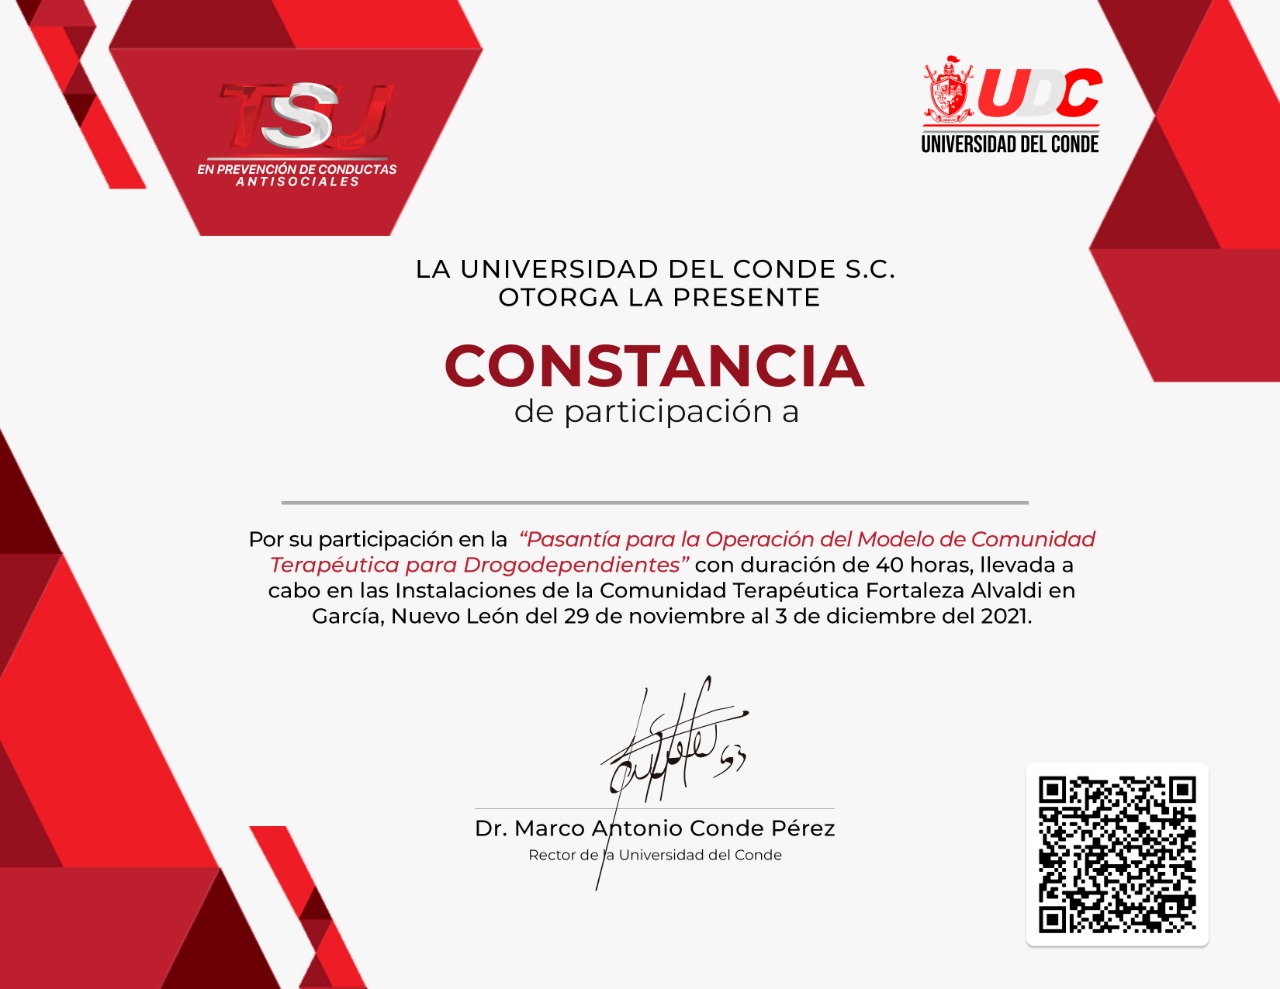 TSU
EN PREVENCIÓN DE CONDUCTAS
ANTISOCIALES
UDC
UNIVERSIDAD DEL CONDE
LA UNIVERSIDAD DEL CONDE S.C.
OTORGA LA PRESENTE
CONSTANCIA
de participación a
Por su participación en la “Pasantía para la Operación del Modelo de Comunidad
Terapéutica para Drogodependientes” con duración de 40 horas, llevada a
cabo en las Instalaciones de la Comunidad Terapéutica Fortaleza Alvaldi en
García, Nuevo León del 29 de noviembre al 3 de diciembre del 2021.
Dr. Marco Antonio Conde Pérez
Rector de la Universidad del Conde